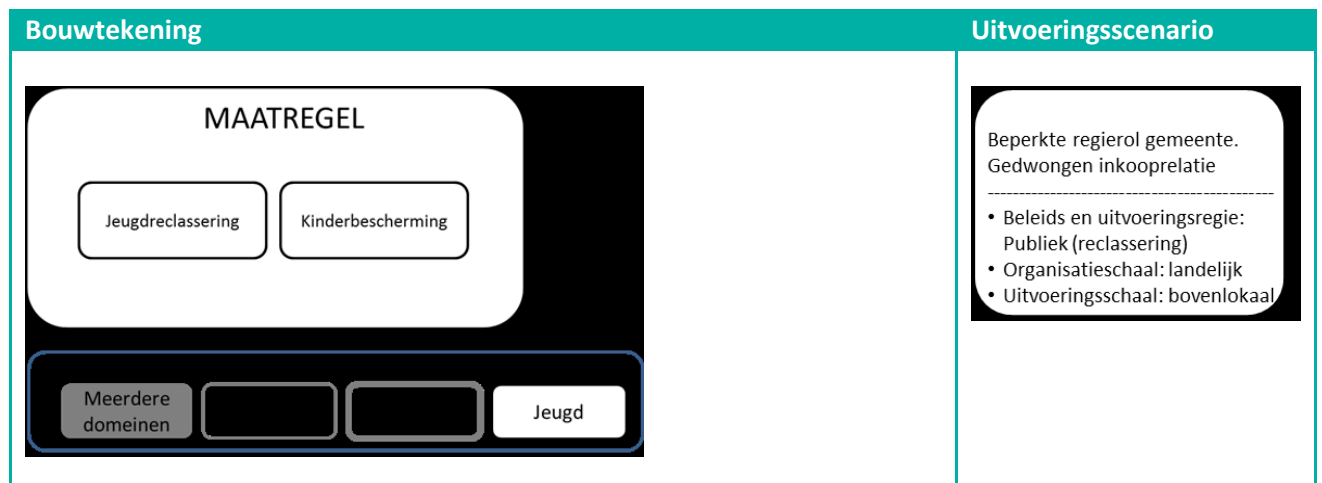 Bouwtekening
Uitvoeringsscenario
MAATREGEL
Jeugdreclassering
Kinderbescherming
Meerdere
domeinen
Jeugd
Beperkte regierol gemeente.
Gedwongen inkooprelatie
----------------------------------------------
• Beleids en uitvoeringsregie:
Publiek (reclassering)
• Organisatieschaal: landelijk
• Uitvoeringsschaal: bovenlokaal